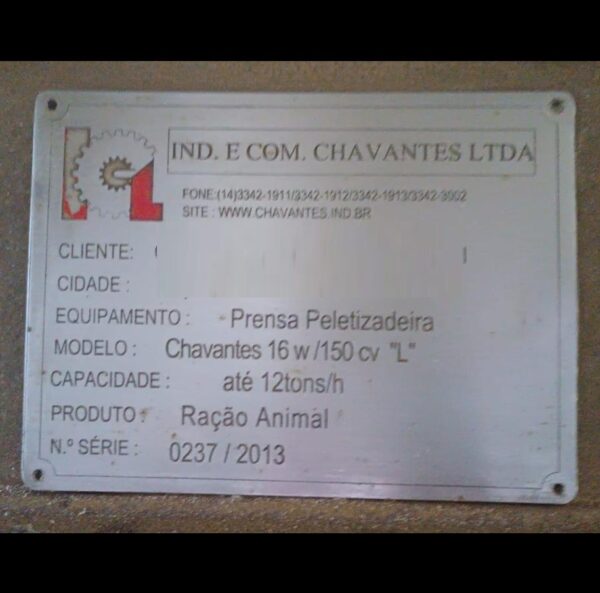 IND. E COM. CHAVANTES LTDA
FONE:(14)3342-1911/3342-1912/3342-1913/3342-3002
SITE : WWW.CHAVANTES.IND.BR
CLIENTE:
CIDADE :
EQUIPAMENTO : Prensa Peletizadeira
MODELO : Chavantes 16 w /150 cv "L"
CAPACIDADE : até 12tons/h
PRODUTO : Ração Animal
N.º SÉRIE : 0237 / 2013